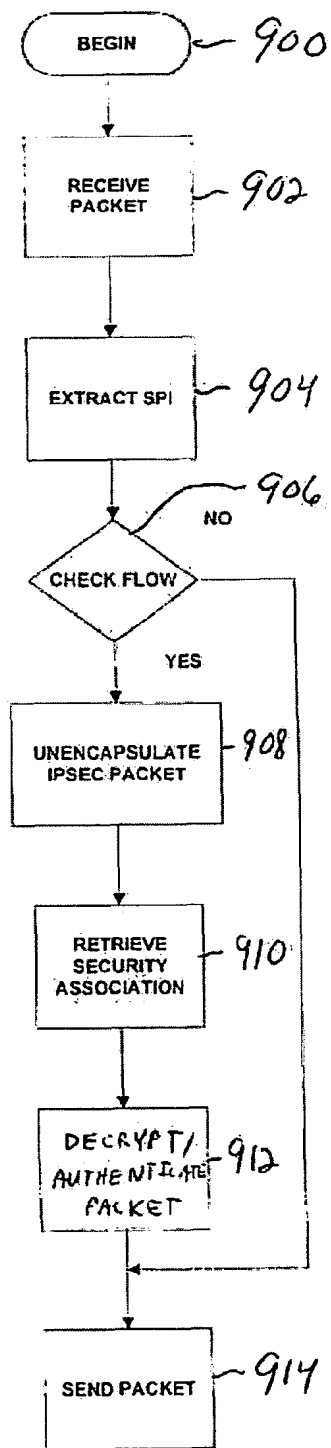 BEGIN
900
RECEIVE
PACKET
902
EXTRACT SPI
904
906
NO
CHECK FLOW
YES
UNENCAPSULATE
IPSEC PACKET
908
RETRIEVE
SECURITY
ASSOCIATION
910
DECRYPT/
AUTHENTICATE
PACKET
912
SEND PACKET
914